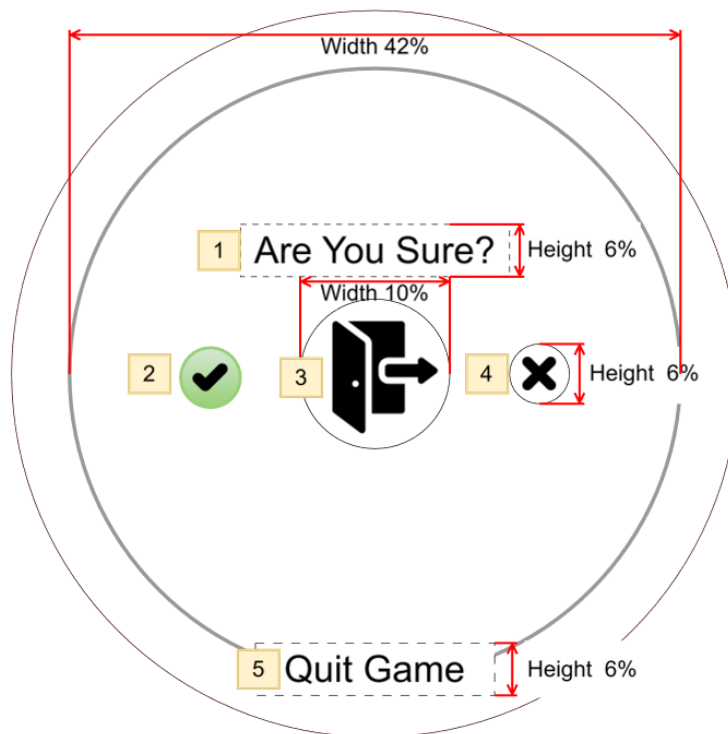 Width 42%
1 Are You Sure? Height 6%
Width 10%
2 3 4 Height 6%
5 Quit Game Height 6%